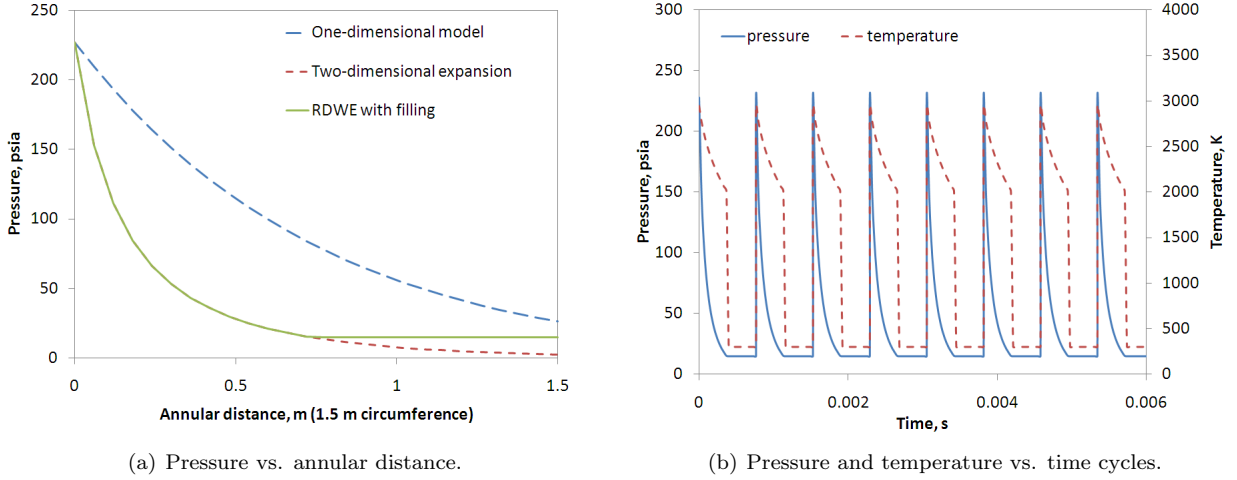 250
200
150
100
50
0
Pressure, psia
0 0.5 1 1.5
Annular distance, m (1.5 m circumference)
One-dimensional model
Two-dimensional expansion
RDWE with filling
(a) Pressure vs. annular distance.
300
250
200
150
100
50
0
Pressure, psia
pressure temperature
4000
3500
3000
2500
2000
1500
1000
500
0
Temperature, K
0 0.002 0.004 0.006
Time, s
(b) Pressure and temperature vs. time cycles.